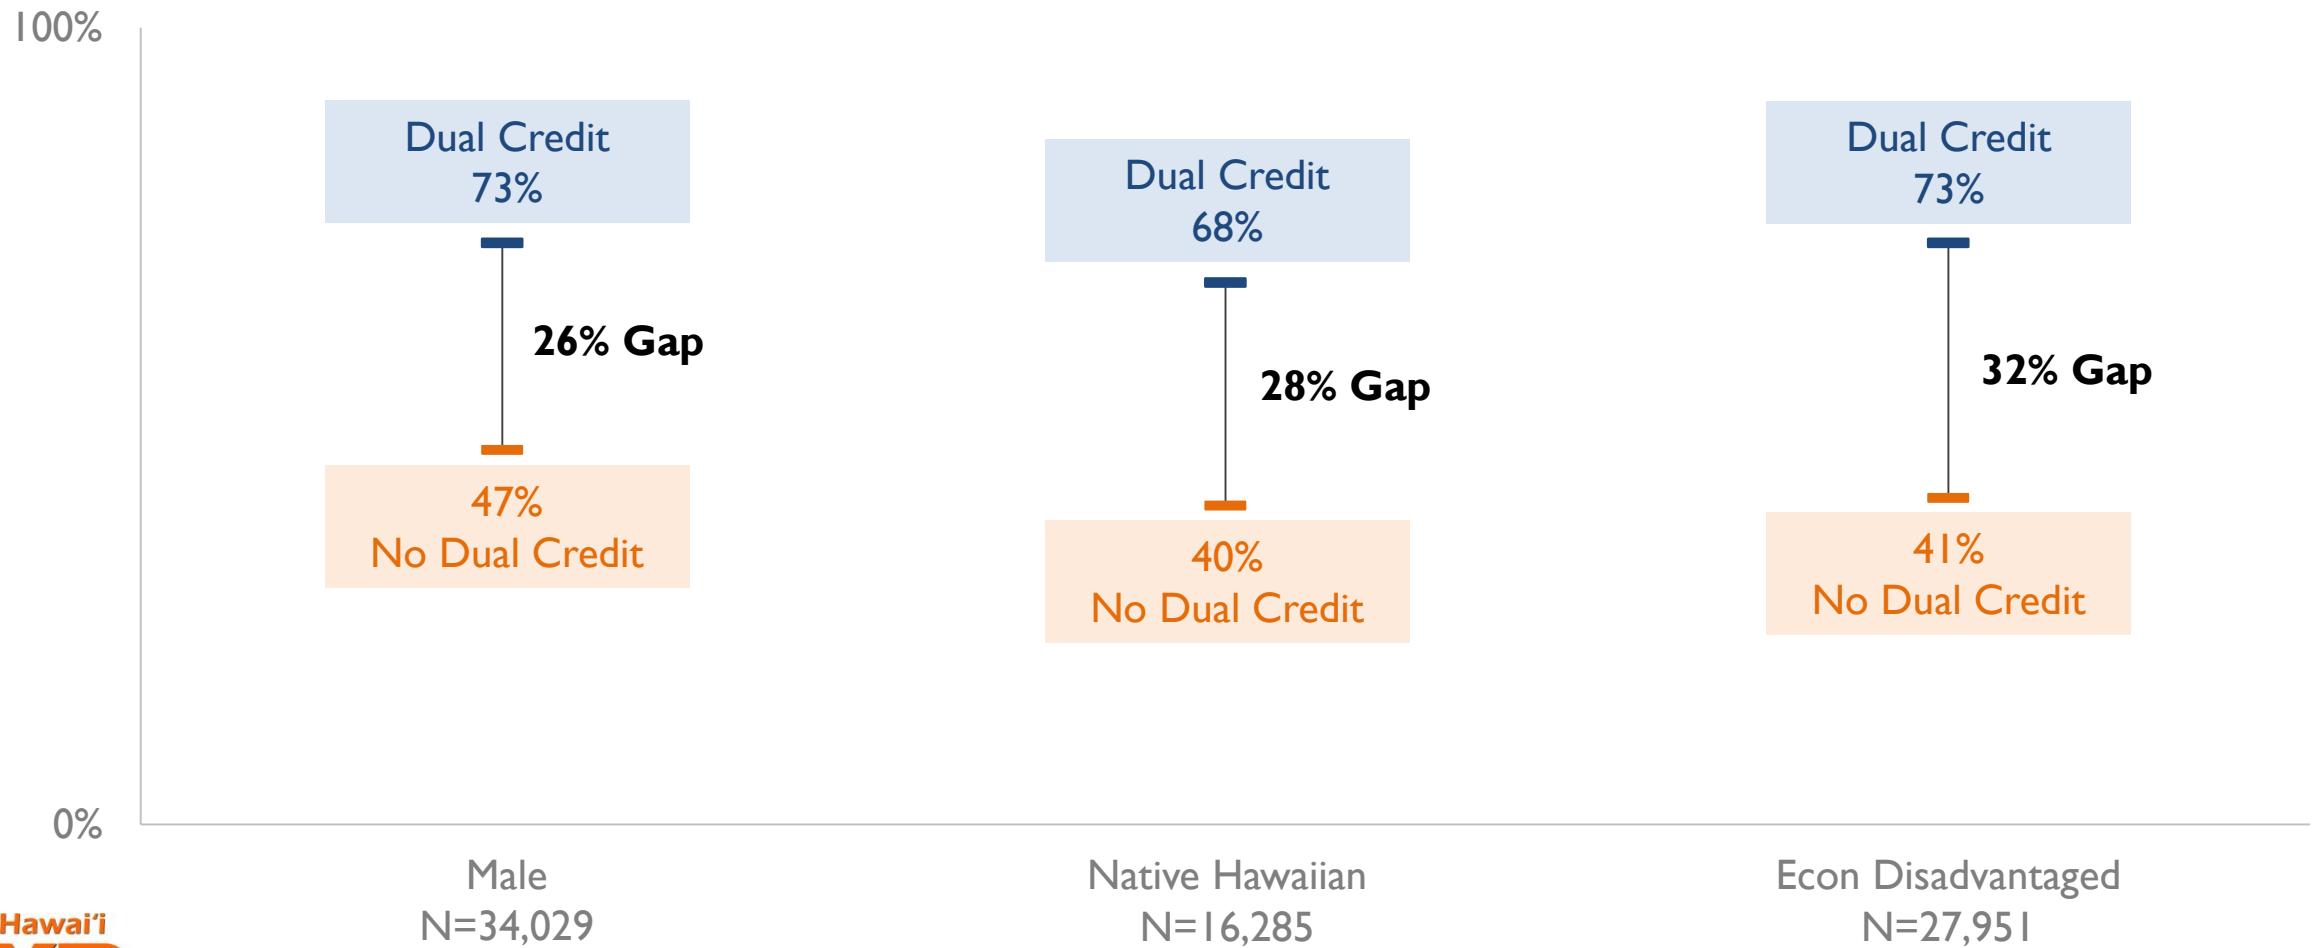 100%
Dual Credit
73%
26% Gap
47%
No Dual Credit
Dual Credit
68%
28% Gap
40%
No Dual Credit
Dual Credit
73%
32% Gap
41%
No Dual Credit
0%
Male
N=34,029
Native Hawaiian
N=16,285
Econ Disadvantaged
N=27,951
Hawaiʻi